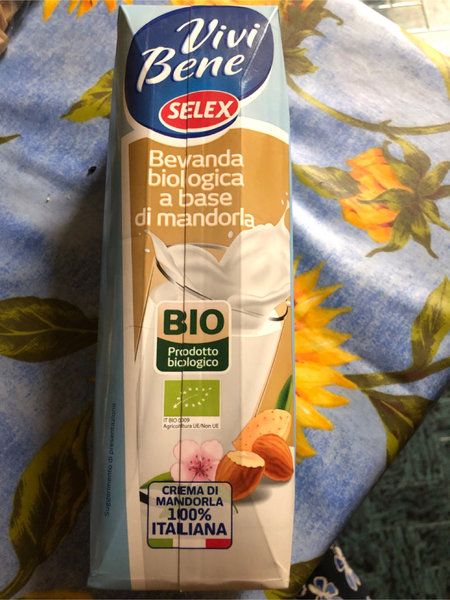 Vivi
Bene
SELEX
Bevanda
biologica
a base
di mandorla
BIO
Prodotto
biologico
IT BIO 009
Agricoltura UE/Non UE
Suggerimento di presentazione
CREMA DI
MANDORLA
100%
ITALIANA